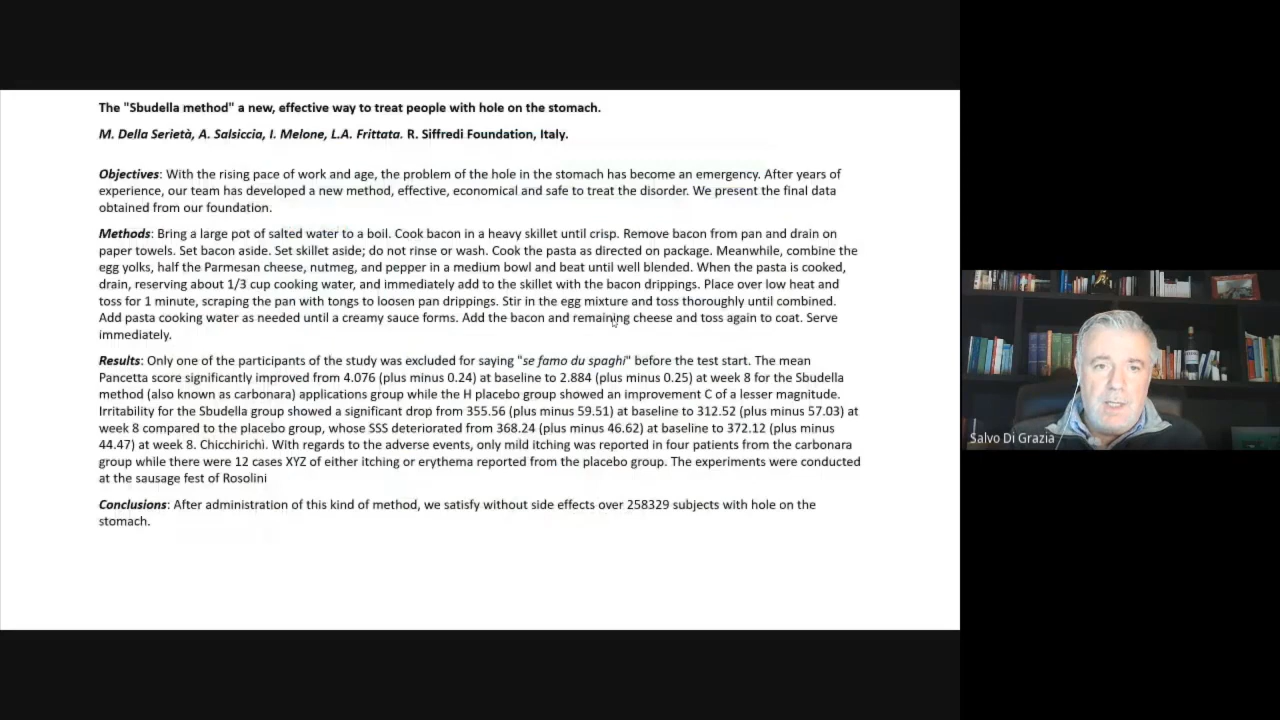 The "Sbudella method" a new, effective way to treat people with hole on the stomach.
M. Della Serietà, A. Salsiccia, I. Melone, L.A. Frittata. R. Siffredi Foundation, Italy.
Objectives: With the rising pace of work and age, the problem of the hole in the stomach has become an emergency. After years of
experience, our team has developed a new method, effective, economical and safe to treat the disorder. We present the final data
obtained from our foundation.
Methods: Bring a large pot of salted water to a boil. Cook bacon in a heavy skillet until crisp. Remove bacon from pan and drain on
paper towels. Set bacon aside. Set skillet aside; do not rinse or wash. Cook the pasta as directed on package. Meanwhile, combine the
egg yolks, half the Parmesan cheese, nutmeg, and pepper in a medium bowl and beat until well blended. When the pasta is cooked,
drain, reserving about 1/3 cup cooking water, and immediately add to the skillet with the bacon drippings. Place over low heat and
toss for 1 minute, scraping the pan with tongs to loosen pan drippings. Stir in the egg mixture and toss thoroughly until combined.
Add pasta cooking water as needed until a creamy sauce forms. Add the bacon and remaining cheese and toss again to coat. Serve
immediately.
Results: Only one of the participants of the study was excluded for saying "se famo du spaghi" before the test start. The mean
Pancetta score significantly improved from 4.076 (plus minus 0.24) at baseline to 2.884 (plus minus 0.25) at week 8 for the Sbudella
method (also known as carbonara) applications group while the H placebo group showed an improvement C of a lesser magnitude.
Irritability for the Sbudella group showed a significant drop from 355.56 (plus minus 59.51) at baseline to 312.52 (plus minus 57.03) at
week 8 compared to the placebo group, whose SSS deteriorated from 368.24 (plus minus 46.62) at baseline to 372.12 (plus minus
44.47) at week 8. Chicchirichì. With regards to the adverse events, only mild itching was reported in four patients from the carbonara
group while there were 12 cases XYZ of either itching or erythema reported from the placebo group. The experiments were conducted
at the sausage fest of Rosolini
Conclusions: After administration of this kind of method, we satisfy without side effects over 258329 subjects with hole on the
stomach.
Salvo Di Grazia